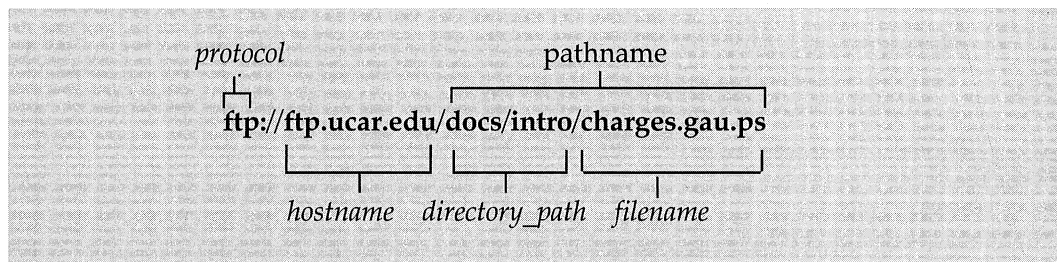 protocol pathname
ftp://ftp.ucar.edu/docs/intro/charges.gau.ps
hostname directory_path filename